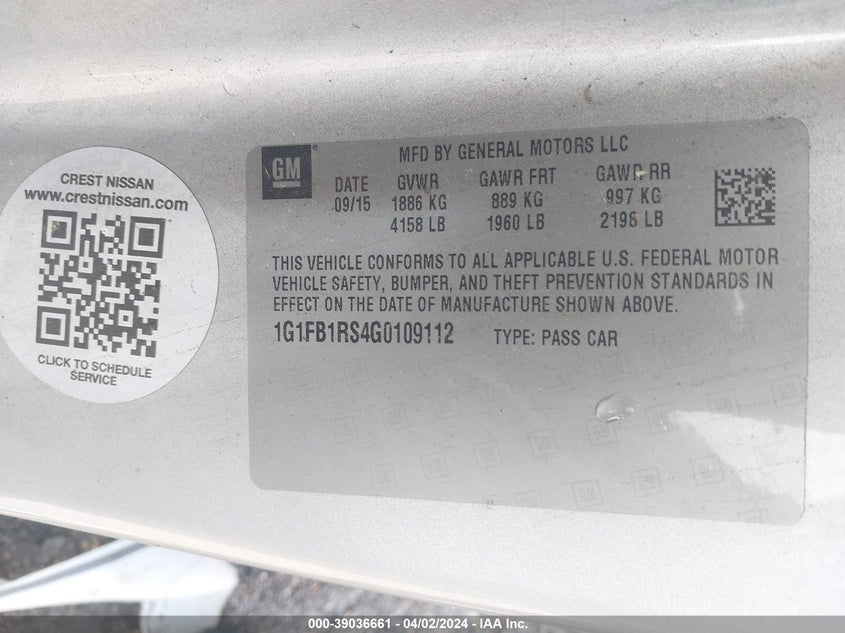 CREST NISSAN
www.crestnissan.com
CLICK TO SCHEDULE
SERVICE
GM
®
MFD BY GENERAL MOTORS LLC
DATE GVWR GAWR FRT GAWR RR
09/15 1886 KG 889 KG 997 KG
4158 LB 1960 LB 2198 LB
THIS VEHICLE CONFORMS TO ALL APPLICABLE U.S. FEDERAL MOTOR
VEHICLE SAFETY, BUMPER, AND THEFT PREVENTION STANDARDS IN
EFFECT ON THE DATE OF MANUFACTURE SHOWN ABOVE.
1G1FB1RS4G0109112 TYPE: PASS CAR
000-39036661 - 04/02/2024 - IAA Inc.